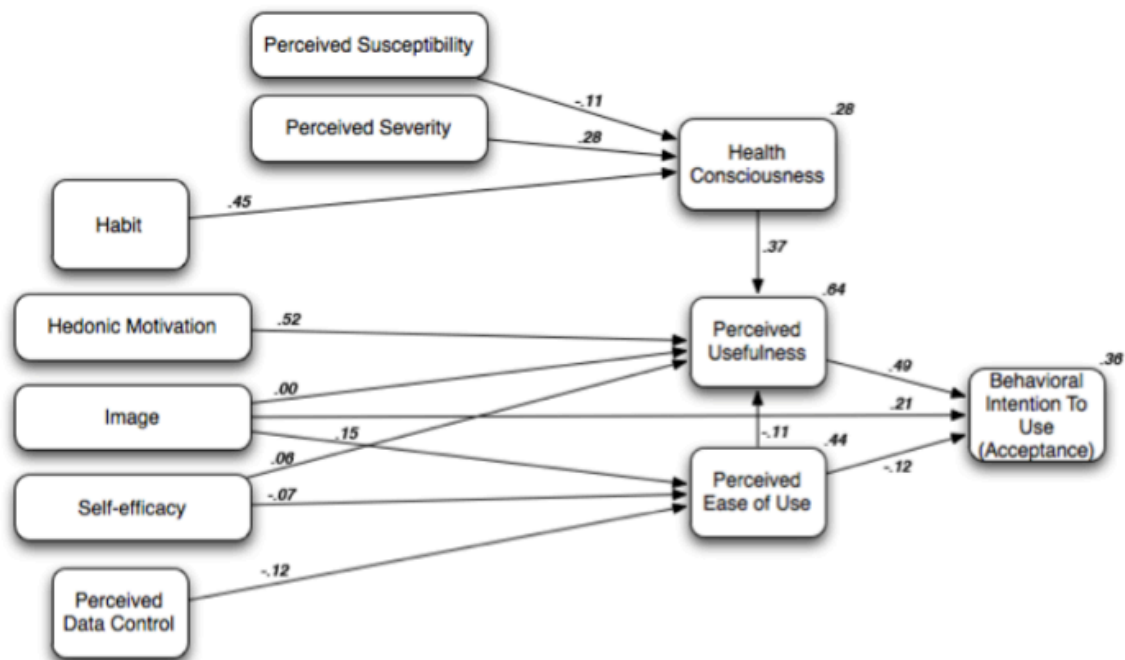 Perceived Susceptibility
-.11
.28
Perceived Severity
.28
Health
Consciousness
.45
Habit
.37
.64
Hedonic Motivation
.52
Perceived
Usefulness
.49
.36
Behavioral
Intention To
Use
(Acceptance)
.00
Image
.21
.15
-.11
.44
.06
-.12
Self-efficacy
-.07
Perceived
Ease of Use
-.12
Perceived
Data Control